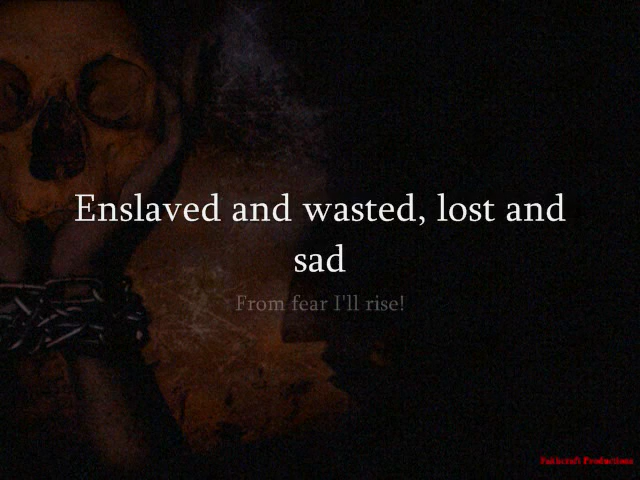 Enslaved and wasted, lost and
sad
From fear I'll rise!